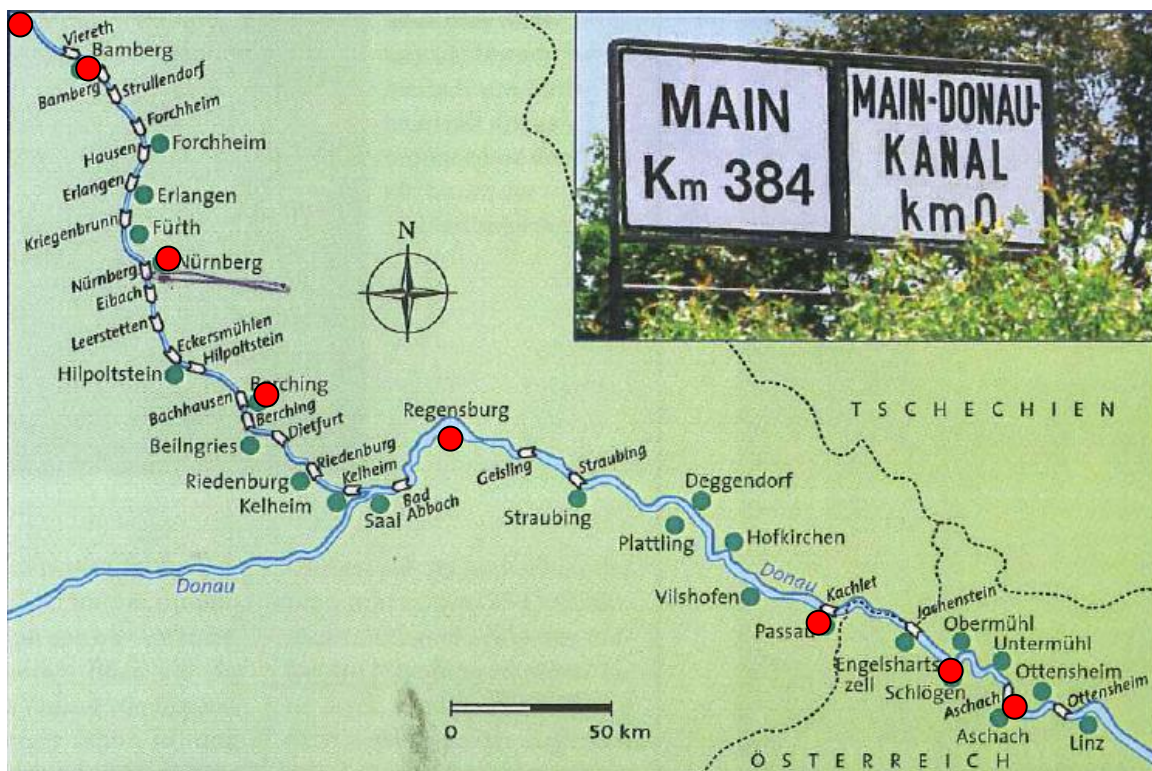 Viereth
Bamberg
Bamberg
Strullendorf
Forchheim
Forchheim
Hausen
Erlangen
Erlangen
Kriegenbrunn
Fürth
Nürnberg
Nürnberg
Eibach
Leerstetten
Eckersmühlen
Hilpoltstein
Hilpoltstein
Berching
Bachhausen
Berching
Dietfurt
Beilngries
Riedenburg
Riedenburg
Kelheim
Kelheim
Saal
Bad
Abbach
Regensburg
Geisling
Straubing
Straubing
Deggendorf
Plattling
Hofkirchen
Donau
Donau
Vilshofen
Kachlet
Passau
Jochenstein
Obermühl
Untermühl
Engelharts
zell
Schlögen
Ottensheim
Ottensheim
Aschach
Aschach
Linz
N
0 50 km
TSCHECHIEN
ÖSTERREICH
MAIN
Km 384
MAIN-DONAU-
KANAL
km 0